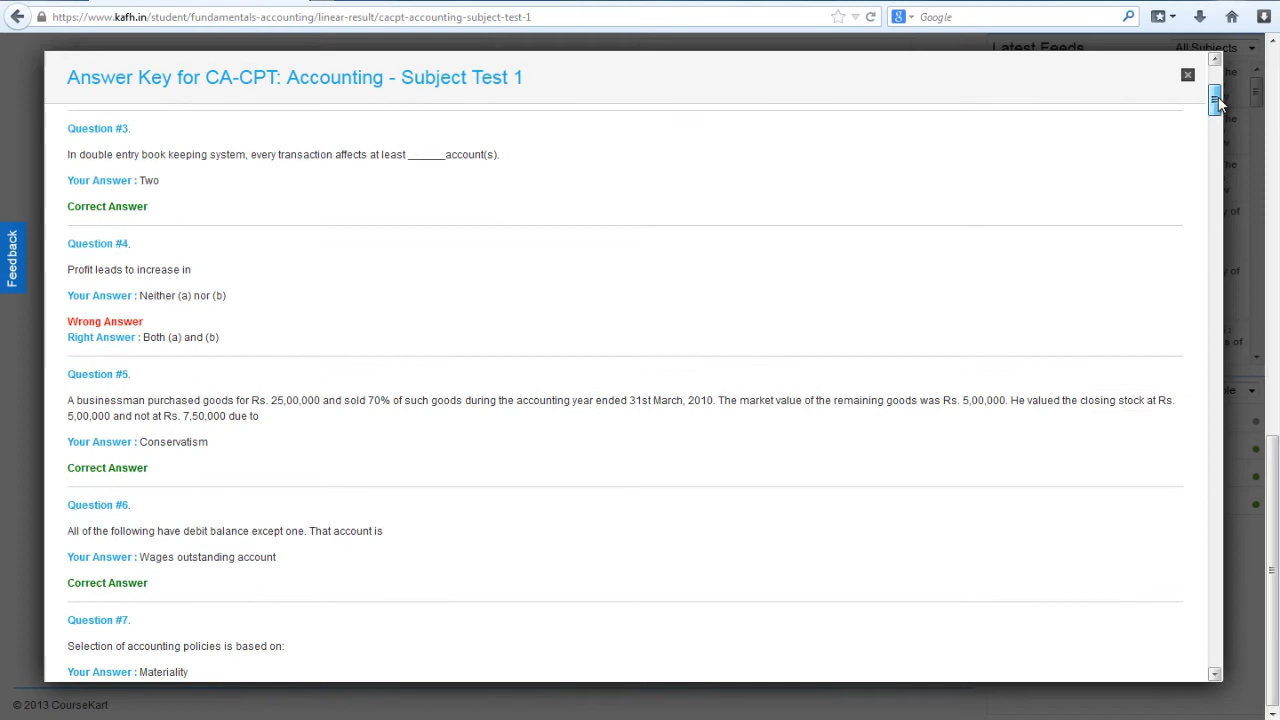 https://www.kafh.in/student/fundamentals-accounting/linear-result/cacpt-accounting-subject-test-1
Google
Latest Feeds
All Subjects
Answer Key for CA-CPT: Accounting - Subject Test 1
Question #3.
In double entry book keeping system, every transaction affects at least ______account(s).
Your Answer : Two
Correct Answer
Question #4.
Profit leads to increase in
Your Answer : Neither (a) nor (b)
Wrong Answer
Right Answer : Both (a) and (b)
Question #5.
A businessman purchased goods for Rs. 25,00,000 and sold 70% of such goods during the accounting year ended 31st March, 2010. The market value of the remaining goods was Rs. 5,00,000. He valued the closing stock at Rs.
5,00,000 and not at Rs. 7,50,000 due to
Your Answer : Conservatism
Correct Answer
Question #6.
All of the following have debit balance except one. That account is
Your Answer : Wages outstanding account
Correct Answer
Question #7.
Selection of accounting policies is based on:
Your Answer : Materiality
Feedback
© 2013 CourseKart